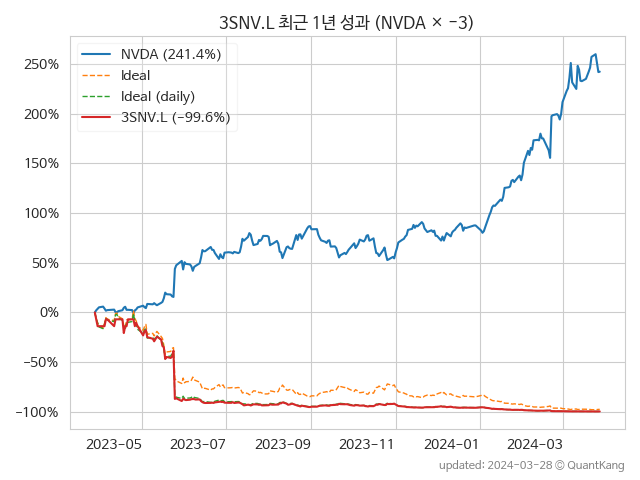 3SNV.L 최근 1년 성과 (NVDA × −3)
NVDA (241.4%)
Ideal
Ideal (daily)
3SNV.L (−99.6%)
250%
200%
150%
100%
50%
0%
−50%
−100%
2023-05 2023-07 2023-09 2023-11 2024-01 2024-03
updated: 2024-03-28 © QuantKang